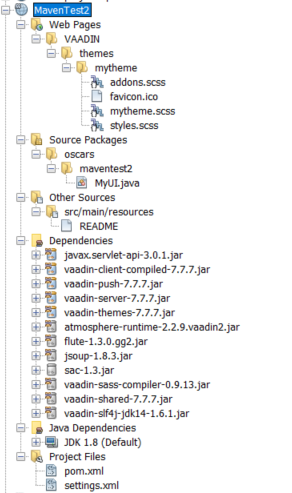 MavenTest2
Web Pages
VAADIN
themes
mytheme
addons.scss
favicon.ico
mytheme.scss
styles.scss
Source Packages
oscars
maventest2
MyUI.java
Other Sources
src/main/resources
README
Dependencies
javax.servlet-api-3.0.1.jar
vaadin-client-compiled-7.7.7.jar
vaadin-push-7.7.7.jar
vaadin-server-7.7.7.jar
vaadin-themes-7.7.7.jar
atmosphere-runtime-2.2.9.vaadin2.jar
flute-1.3.0.gg2.jar
jsoup-1.8.3.jar
sac-1.3.jar
vaadin-sass-compiler-0.9.13.jar
vaadin-shared-7.7.7.jar
vaadin-slf4j-jdk14-1.6.1.jar
Java Dependencies
JDK 1.8 (Default)
Project Files
pom.xml
settings.xml